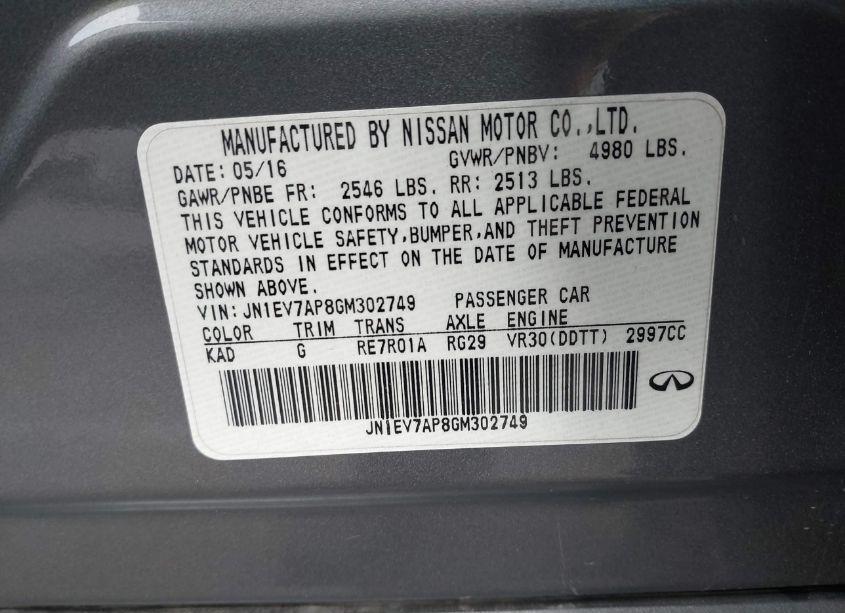 MANUFACTURED BY NISSAN MOTOR CO.,LTD.
DATE: 05/16 GVWR/PNBV: 4980 LBS.
GAWR/PNBE FR: 2546 LBS. RR: 2513 LBS.
THIS VEHICLE CONFORMS TO ALL APPLICABLE FEDERAL
MOTOR VEHICLE SAFETY,BUMPER,AND THEFT PREVENTION
STANDARDS IN EFFECT ON THE DATE OF MANUFACTURE
SHOWN ABOVE.
VIN: JN1EV7AP8GM302749 PASSENGER CAR
COLOR TRIM TRANS AXLE ENGINE
KAD G RE7R01A RG29 VR30(DDTT) 2997CC
JN1EV7AP8GM302749